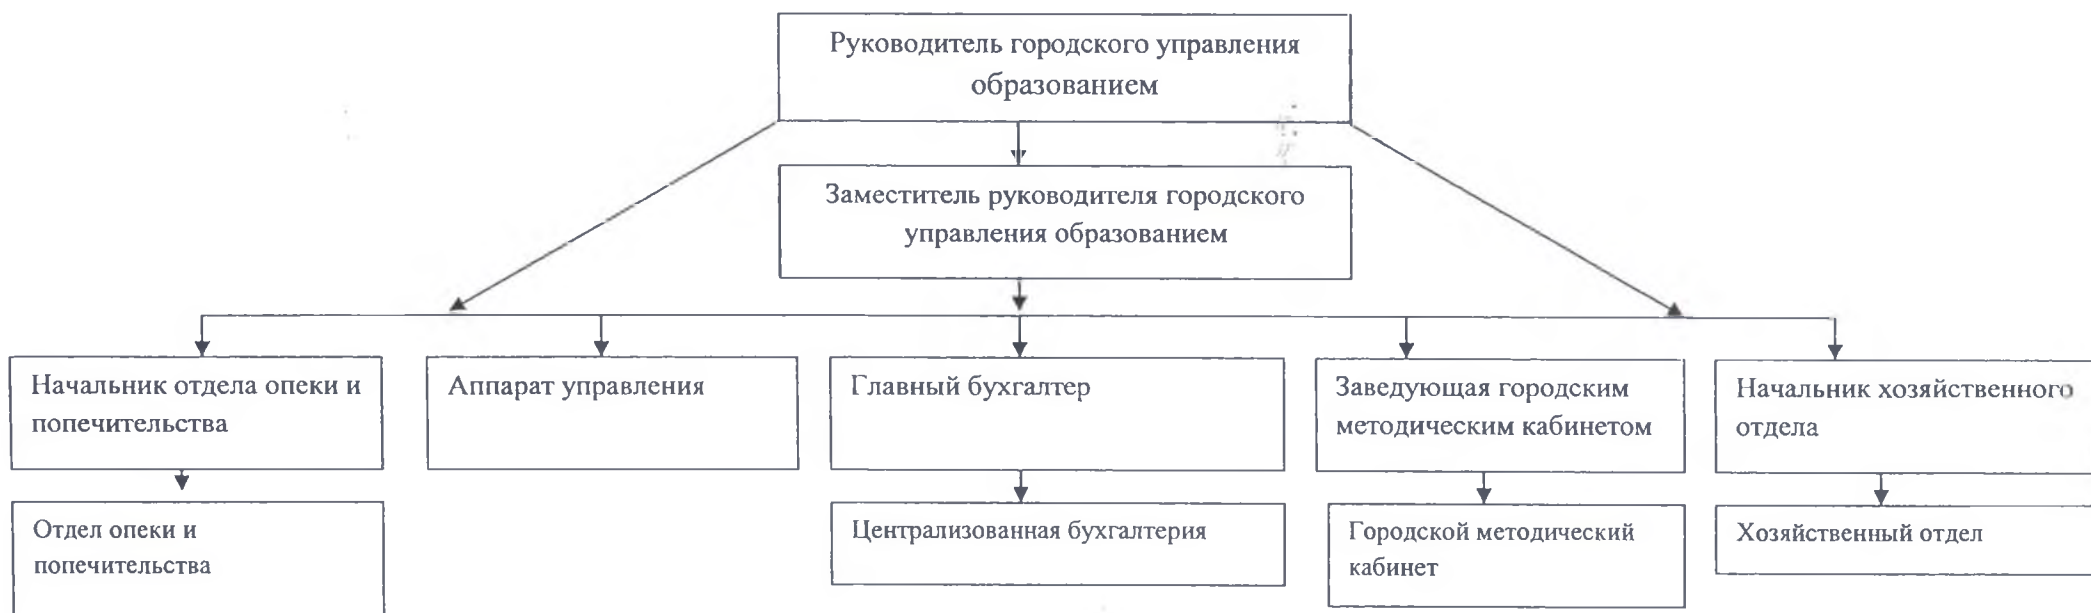 Руководитель городского управления
образованием
Заместитель руководителя городского
управления образованием
Начальник отдела опеки и
попечительства
Аппарат управления
Главный бухгалтер
Заведующая городским
методическим кабинетом
Начальник хозяйственного
отдела
Отдел опеки и
попечительства
Централизованная бухгалтерия
Городской методический
кабинет
Хозяйственный отдел